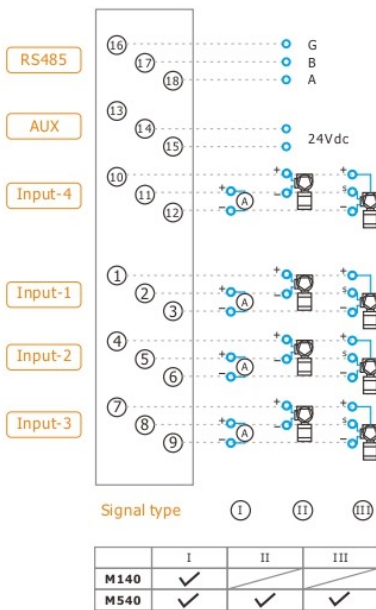 16 G
RS485 17 B
18 A
13
AUX 14
15 24Vdc
10 + +
Input-4 11 + A - s
12 - -
1 + +
Input-1 2 + A - s
3 - -
4 + +
Input-2 5 + A - s
6 - -
7 + +
Input-3 8 + A - s
9 - -
Signal type I II III
I II III
M140 ✓
M540 ✓ ✓ ✓